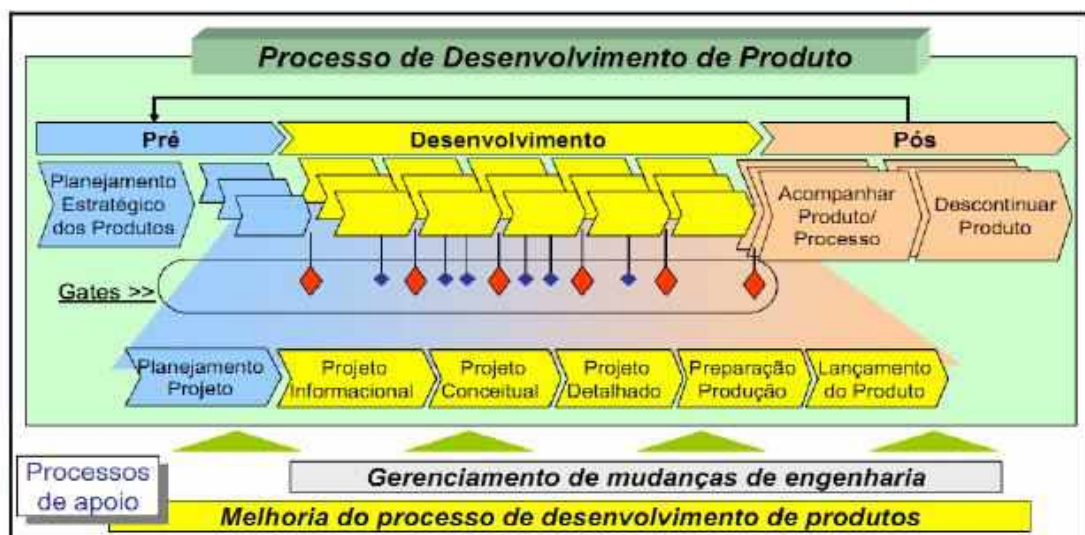 Processo de Desenvolvimento de Produto
Pré
Desenvolvimento
Pós
Planejamento
Estratégico
dos Produtos
Acompanhar
Produto/
Processo
Descontinuar
Produto
Gates >>
Planejamento
Projeto
Projeto
Informacional
Projeto
Conceitual
Projeto
Detalhado
Preparação
Produção
Lançamento
do Produto
Processos
de apoio
Gerenciamento de mudanças de engenharia
Melhoria do processo de desenvolvimento de produtos